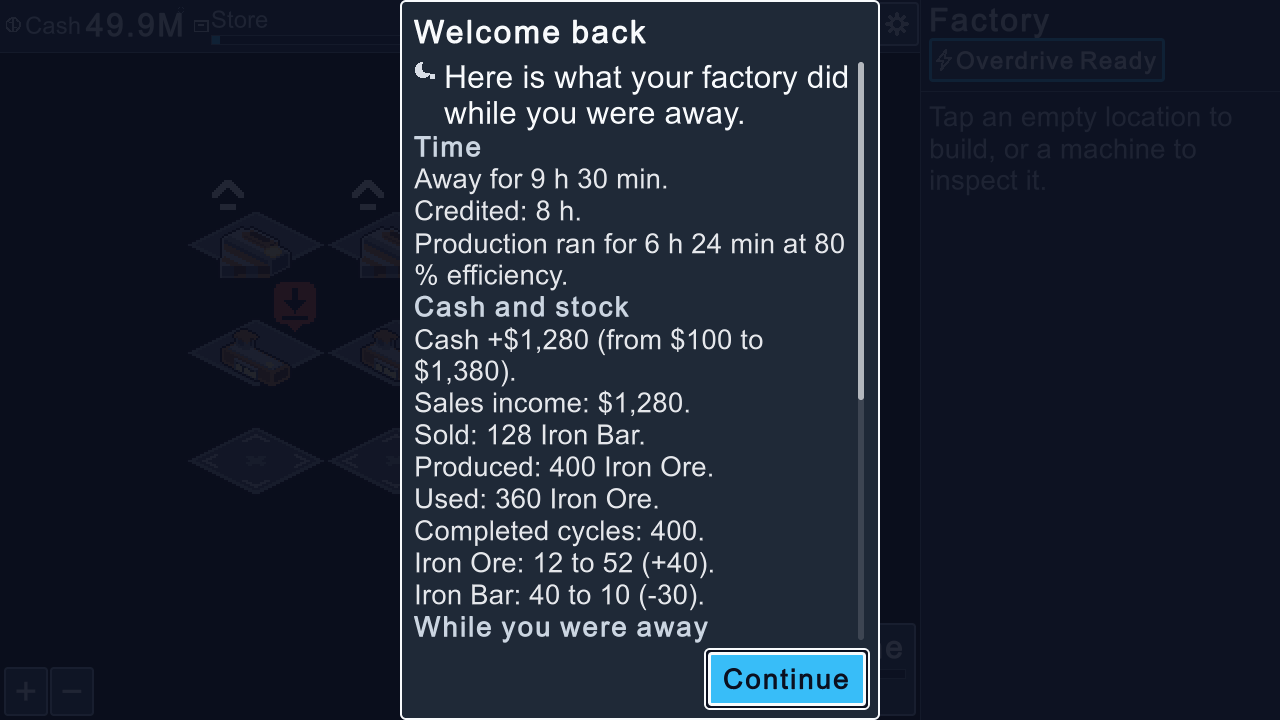 Cash 49.9M
Store
Factory
Overdrive Ready
Tap an empty location to
build, or a machine to
inspect it.
Welcome back
Here is what your factory did
while you were away.
Time
Away for 9 h 30 min.
Credited: 8 h.
Production ran for 6 h 24 min at 80
% efficiency.
Cash and stock
Cash +$1,280 (from $100 to
$1,380).
Sales income: $1,280.
Sold: 128 Iron Bar.
Produced: 400 Iron Ore.
Used: 360 Iron Ore.
Completed cycles: 400.
Iron Ore: 12 to 52 (+40).
Iron Bar: 40 to 10 (-30).
While you were away
Continue